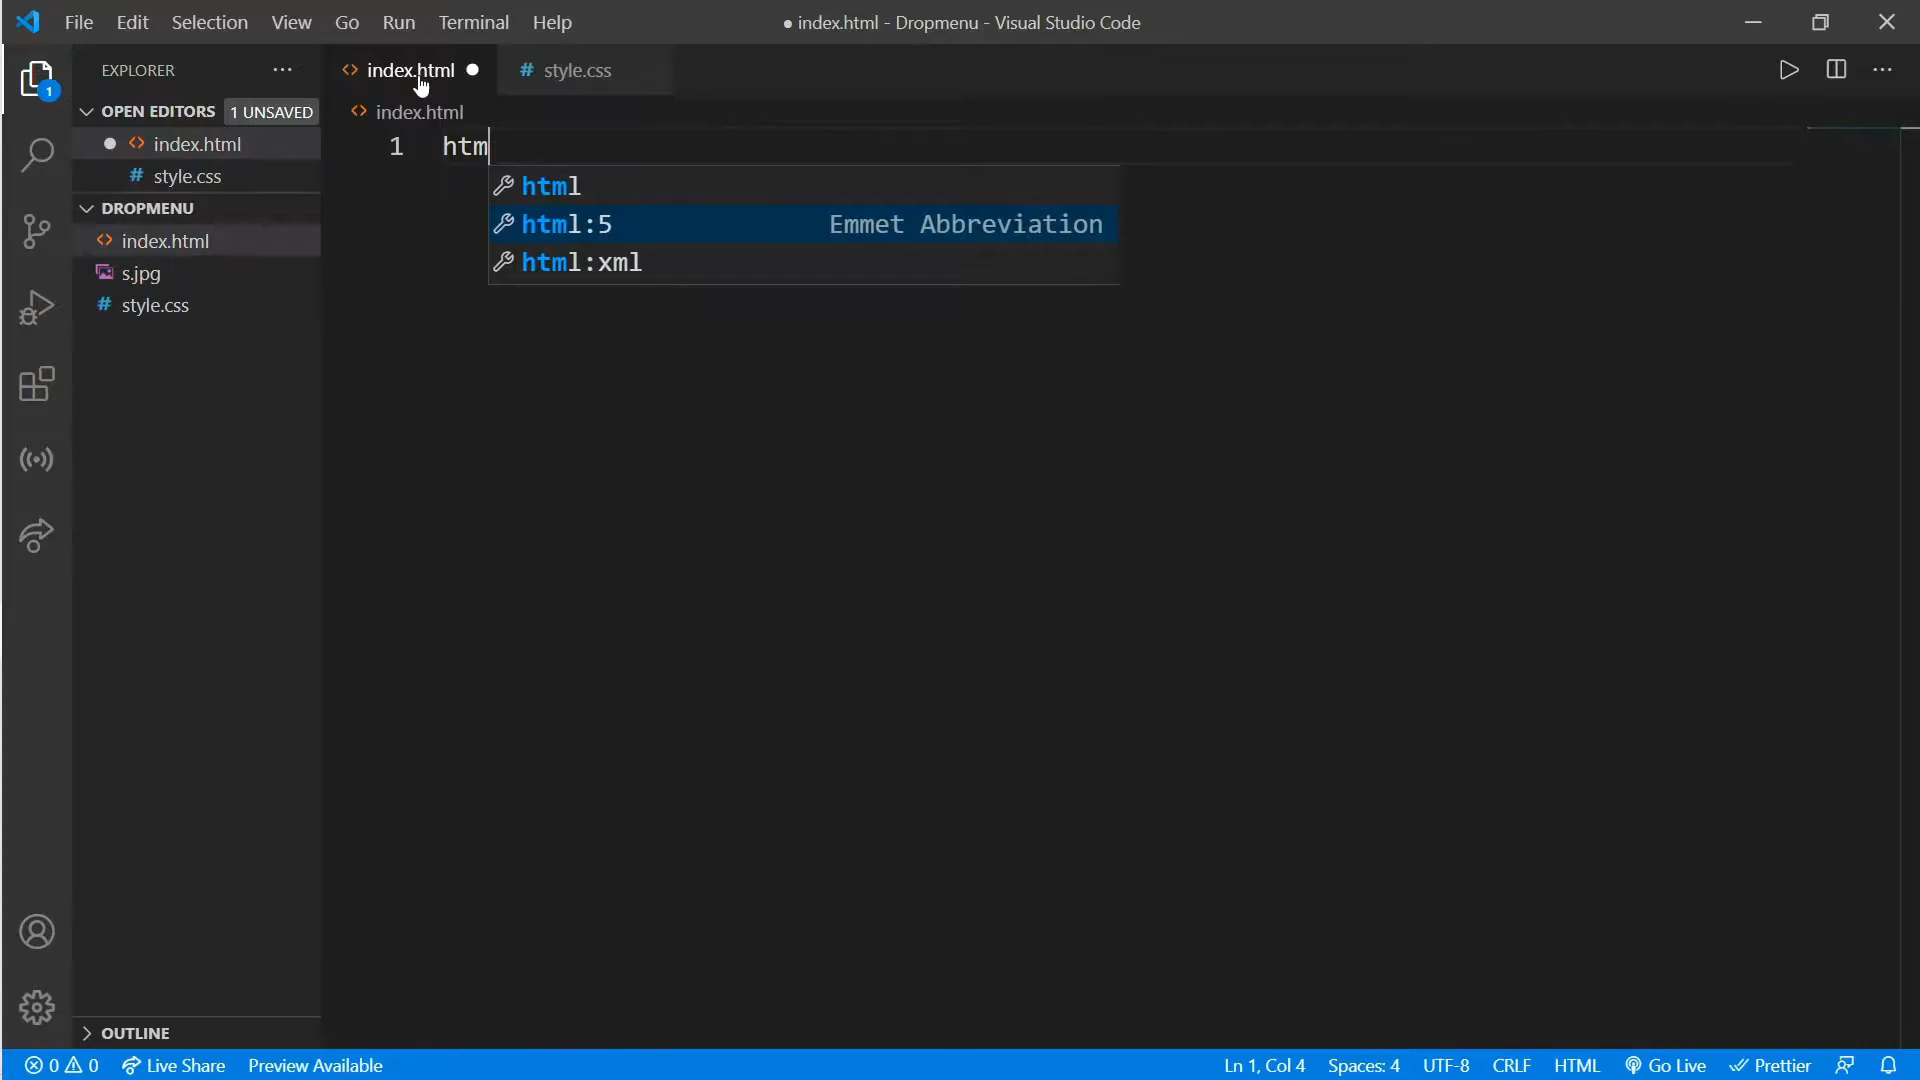 File Edit Selection View Go Run Terminal Help
● index.html - Dropmenu - Visual Studio Code
EXPLORER
index.html
# style.css
1
OPEN EDITORS 1 UNSAVED
index.html
index.html
# style.css
DROPMENU
index.html
s.jpg
# style.css
OUTLINE
1 htm
html
html:5 Emmet Abbreviation
html:xml
0 0 Live Share Preview Available
Ln 1, Col 4 Spaces: 4 UTF-8 CRLF HTML Go Live Prettier